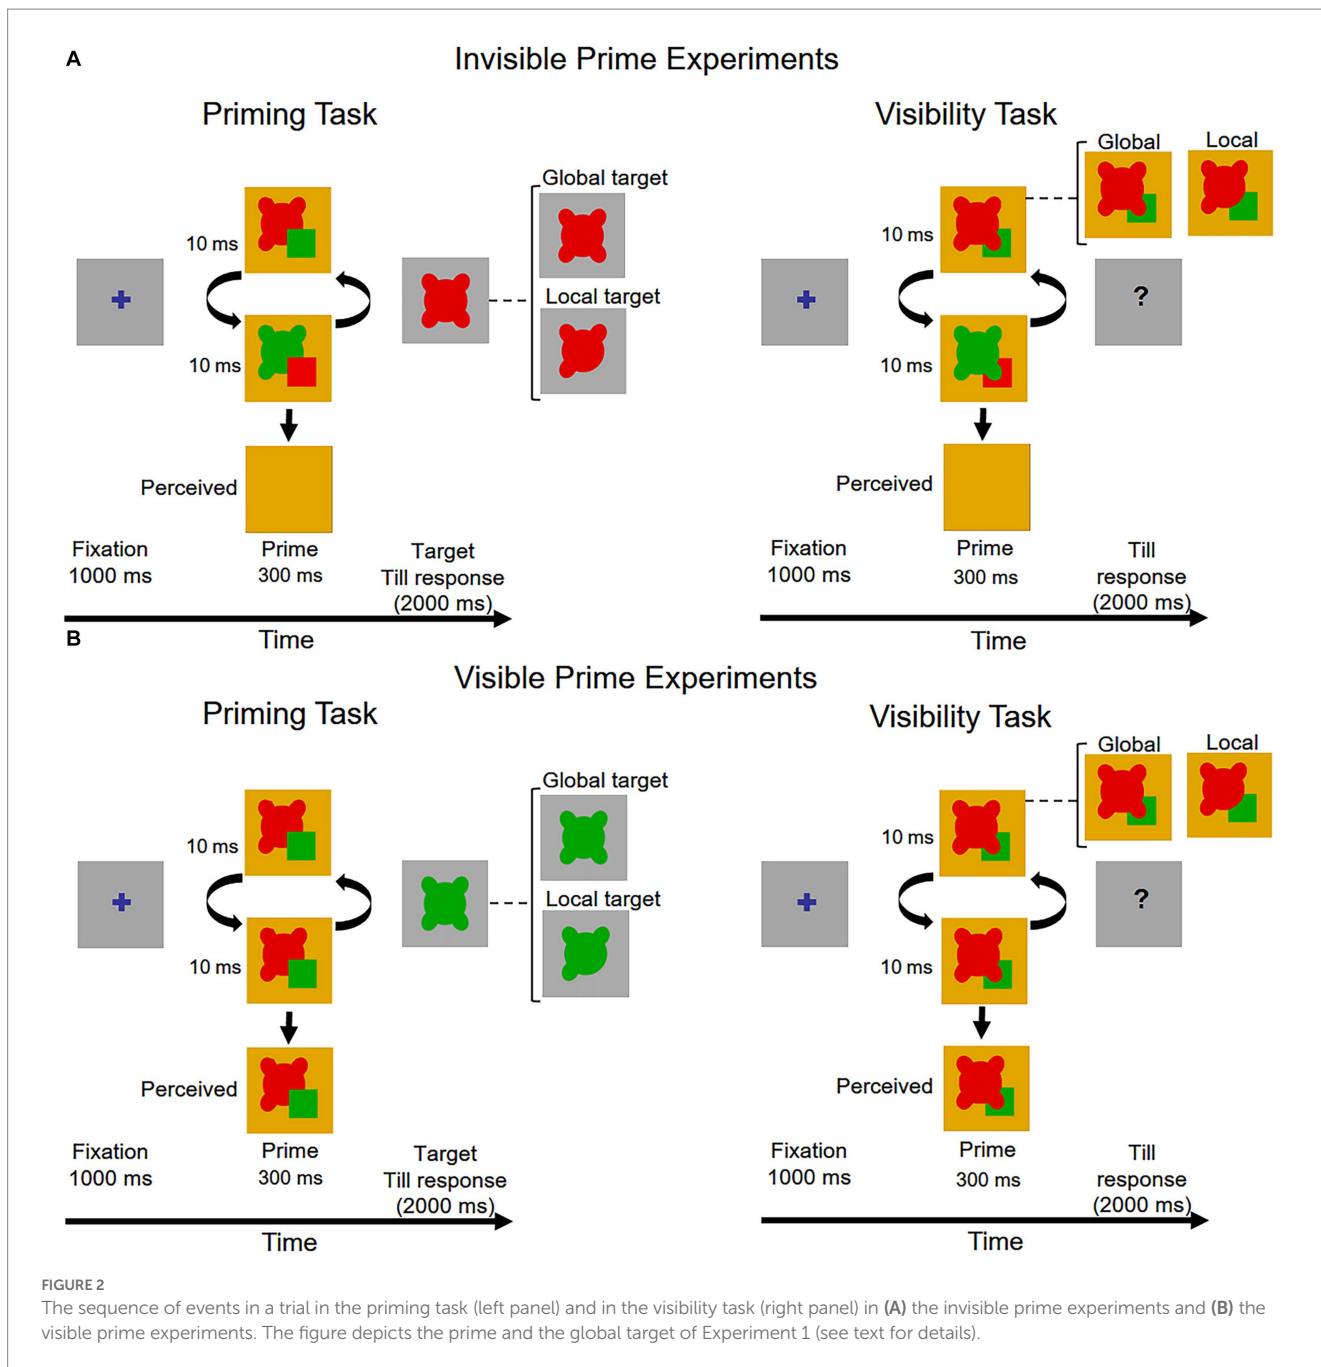 A
Invisible Prime Experiments
Priming Task
10 ms
10 ms
Perceived
Global target
Local target
Fixation
1000 ms
Prime
300 ms
Target
Till response
(2000 ms)
Time
Visibility Task
Global
Local
10 ms
10 ms
?
Perceived
Fixation
1000 ms
Prime
300 ms
Till
response
(2000 ms)
Time
B
Visible Prime Experiments
Priming Task
10 ms
10 ms
Perceived
Global target
Local target
Fixation
1000 ms
Prime
300 ms
Target
Till response
(2000 ms)
Time
Visibility Task
Global
Local
10 ms
10 ms
?
Perceived
Fixation
1000 ms
Prime
300 ms
Till
response
(2000 ms)
Time
FIGURE 2
The sequence of events in a trial in the priming task (left panel) and in the visibility task (right panel) in (A) the invisible prime experiments and (B) the
visible prime experiments. The figure depicts the prime and the global target of Experiment 1 (see text for details).